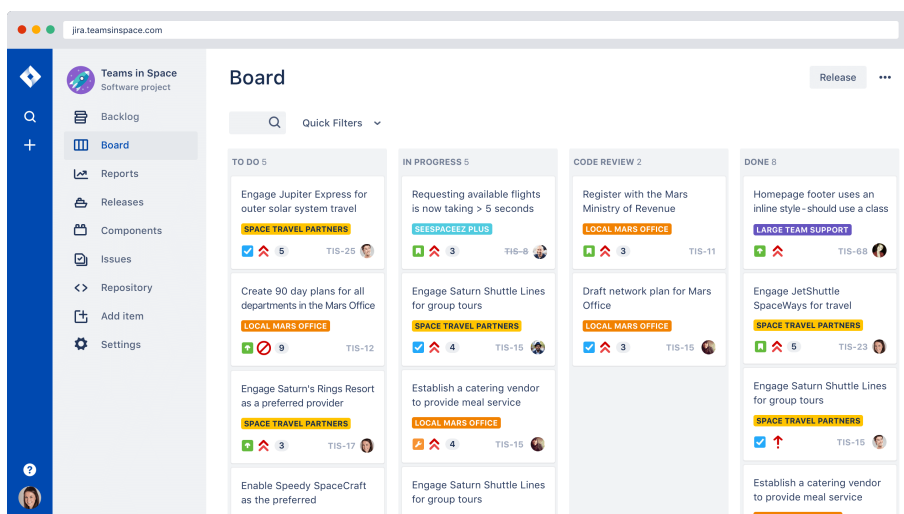 jira.teamsinspace.com
Teams in Space
Software project
Backlog
Board
Reports
Releases
Components
Issues
Repository
Add item
Settings
?
Board
Release
Quick Filters
TO DO 5
Engage Jupiter Express for
outer solar system travel
SPACE TRAVEL PARTNERS
5
TIS-25
Create 90 day plans for all
departments in the Mars Office
LOCAL MARS OFFICE
9
TIS-12
Engage Saturn's Rings Resort
as a preferred provider
SPACE TRAVEL PARTNERS
3
TIS-17
Enable Speedy SpaceCraft
as the preferred
IN PROGRESS 5
Requesting available flights
is now taking > 5 seconds
SEESPACEEZ PLUS
3
TIS-8
Engage Saturn Shuttle Lines
for group tours
SPACE TRAVEL PARTNERS
4
TIS-15
Establish a catering vendor
to provide meal service
LOCAL MARS OFFICE
4
TIS-15
Engage Saturn Shuttle Lines
for group tours
CODE REVIEW 2
Register with the Mars
Ministry of Revenue
LOCAL MARS OFFICE
3
TIS-11
Draft network plan for Mars
Office
LOCAL MARS OFFICE
3
TIS-15
DONE 8
Homepage footer uses an
inline style-should use a class
LARGE TEAM SUPPORT
TIS-68
Engage JetShuttle
SpaceWays for travel
SPACE TRAVEL PARTNERS
5
TIS-23
Engage Saturn Shuttle Lines
for group tours
SPACE TRAVEL PARTNERS
TIS-15
Establish a catering vendor
to provide meal service